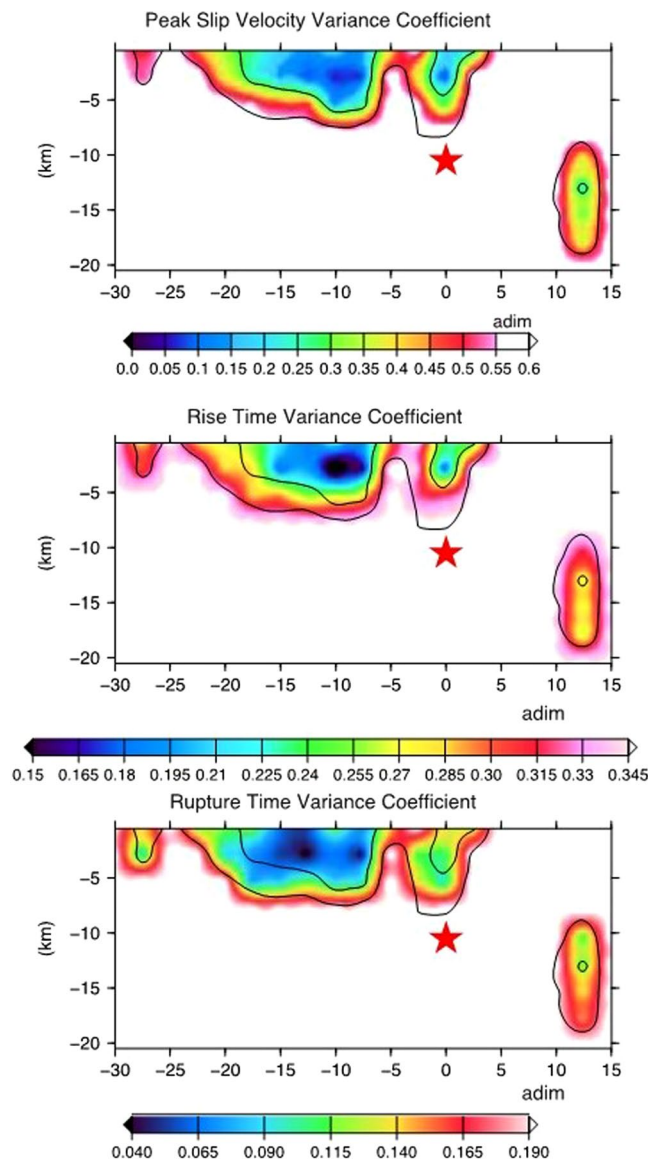 Peak Slip Velocity Variance Coefficient
−5
−10
−15
−20
(km)
−30 −25 −20 −15 −10 −5 0 5 10 15
adim
0.0 0.05 0.1 0.15 0.2 0.25 0.3 0.35 0.4 0.45 0.5 0.55 0.6
Rise Time Variance Coefficient
−5
−10
−15
−20
(km)
−30 −25 −20 −15 −10 −5 0 5 10 15
adim
0.15 0.165 0.18 0.195 0.21 0.225 0.24 0.255 0.27 0.285 0.30 0.315 0.33 0.345
Rupture Time Variance Coefficient
−5
−10
−15
−20
(km)
−30 −25 −20 −15 −10 −5 0 5 10 15
adim
0.040 0.065 0.090 0.115 0.140 0.165 0.190